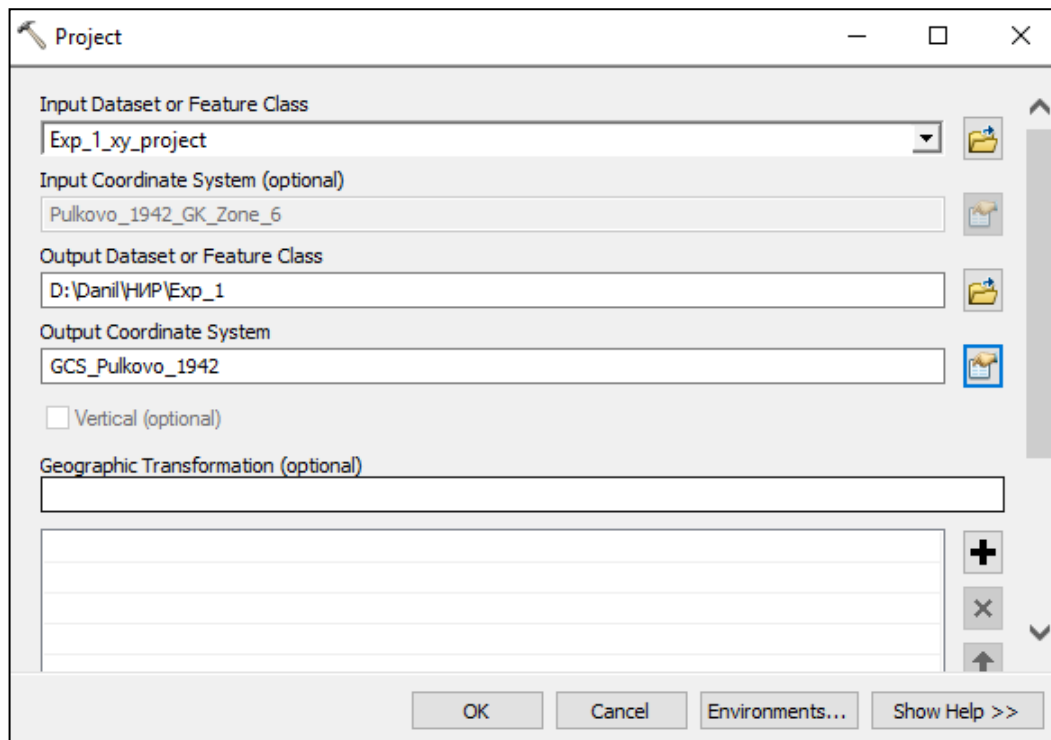 Project
Input Dataset or Feature Class
Exp_1_xy_project
Input Coordinate System (optional)
Pulkovo_1942_GK_Zone_6
Output Dataset or Feature Class
D:\Danil\НИР\Exp_1
Output Coordinate System
GCS_Pulkovo_1942
Vertical (optional)
Geographic Transformation (optional)
OK Cancel Environments... Show Help >>